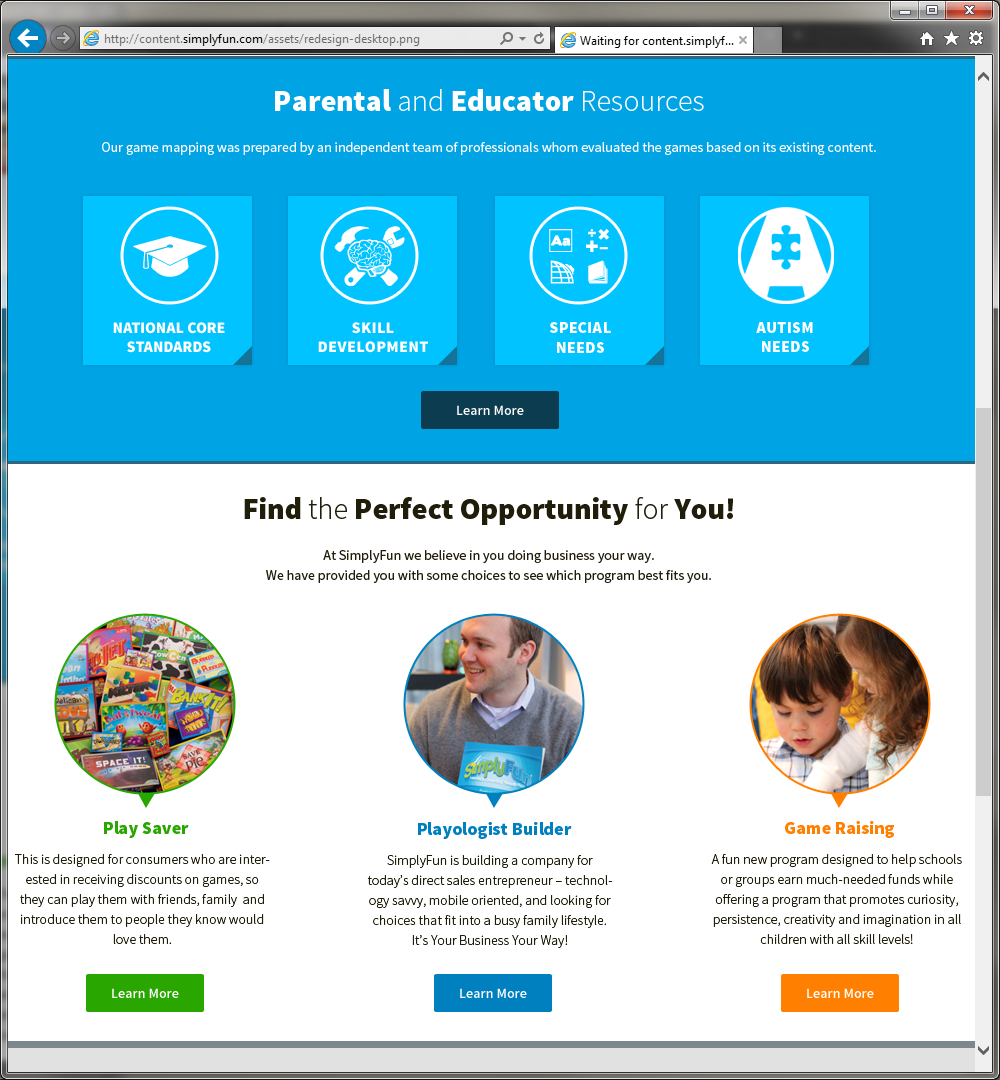 http://content.simplyfun.com/assets/redesign-desktop.png
Waiting for content.simplyf...
Parental and Educator Resources
Our game mapping was prepared by an independent team of professionals whom evaluated the games based on its existing content.
Aa
NATIONAL CORE
STANDARDS
SKILL
DEVELOPMENT
SPECIAL
NEEDS
AUTISM
NEEDS
Learn More
Find the Perfect Opportunity for You!
At SimplyFun we believe in you doing business your way.
We have provided you with some choices to see which program best fits you.
SPACE IT!
SAVE
PIE
SimplyFun
Play Saver
This is designed for consumers who are inter-
ested in receiving discounts on games, so
they can play them with friends, family and
introduce them to people they know would
love them.
Learn More
Playologist Builder
SimplyFun is building a company for
today's direct sales entrepreneur – technol-
ogy savvy, mobile oriented, and looking for
choices that fit into a busy family lifestyle.
It's Your Business Your Way!
Learn More
Game Raising
A fun new program designed to help schools
or groups earn much-needed funds while
offering a program that promotes curiosity,
persistence, creativity and imagination in all
children with all skill levels!
Learn More